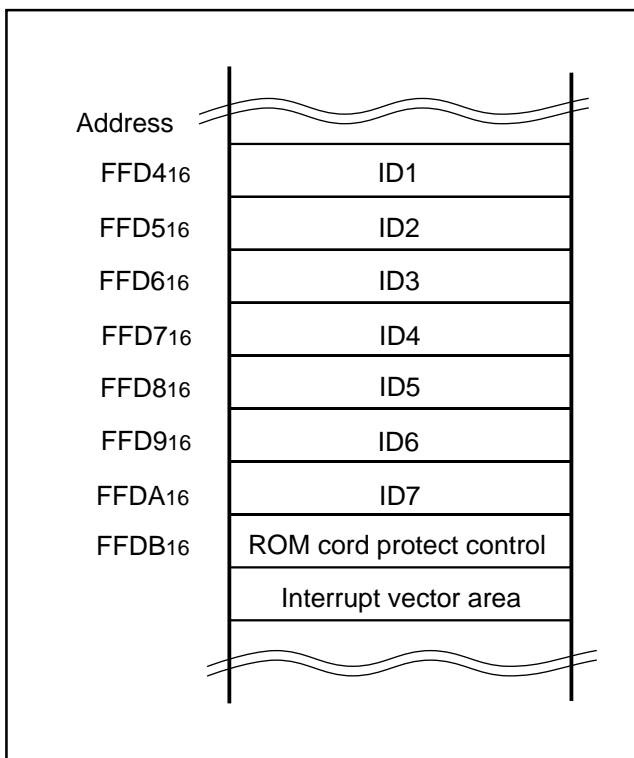 Address
FFD416 ID1
FFD516 ID2
FFD616 ID3
FFD716 ID4
FFD816 ID5
FFD916 ID6
FFDA16 ID7
FFDB16 ROM cord protect control
Interrupt vector area